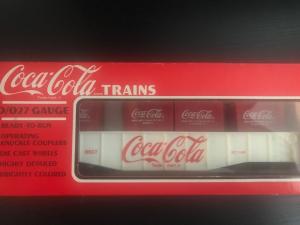 Coca-Cola TRAINS
O/O27 GAUGE
READY-TO-RUN
OPERATING
KNUCKLE COUPLERS
DIE CAST WHEELS
HIGHLY DETAILED
BRIGHTLY COLORED
Coca-Cola
Coca-Cola
Coca-Cola
Coca-Cola